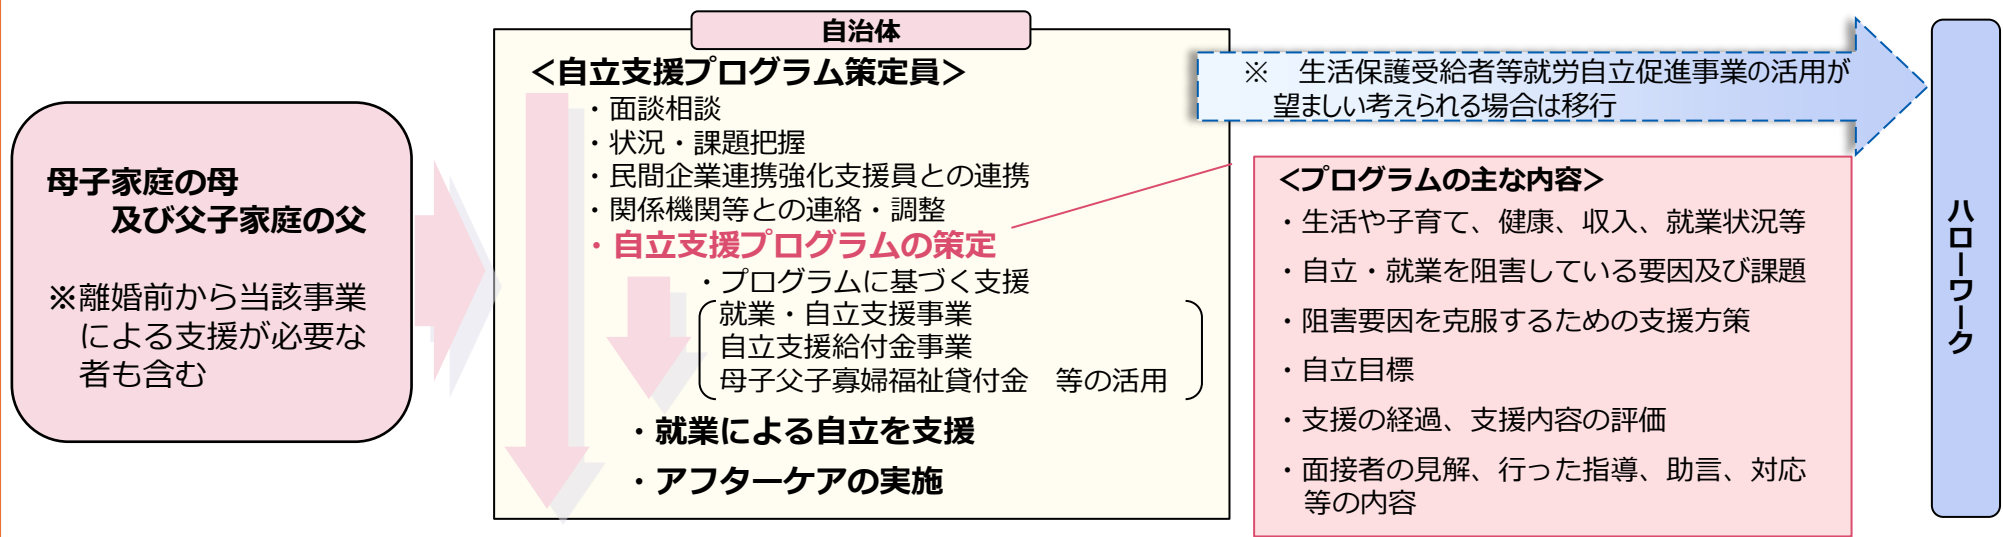 母子家庭の母
及び父子家庭の父
※離婚前から当該事業
による支援が必要な
者も含む
自治体
＜自立支援プログラム策定員＞
・面談相談
・状況・課題把握
・民間企業連携強化支援員との連携
・関係機関等との連絡・調整
・自立支援プログラムの策定
・プログラムに基づく支援
就業・自立支援事業
自立支援給付金事業
母子父子寡婦福祉貸付金　等の活用
・就業による自立を支援
・アフターケアの実施
※　生活保護受給者等就労自立促進事業の活用が
望ましい考えられる場合は移行
＜プログラムの主な内容＞
・生活や子育て、健康、収入、就業状況等
・自立・就業を阻害している要因及び課題
・阻害要因を克服するための支援方策
・自立目標
・支援の経過、支援内容の評価
・面接者の見解、行った指導、助言、対応
等の内容
ハローワーク